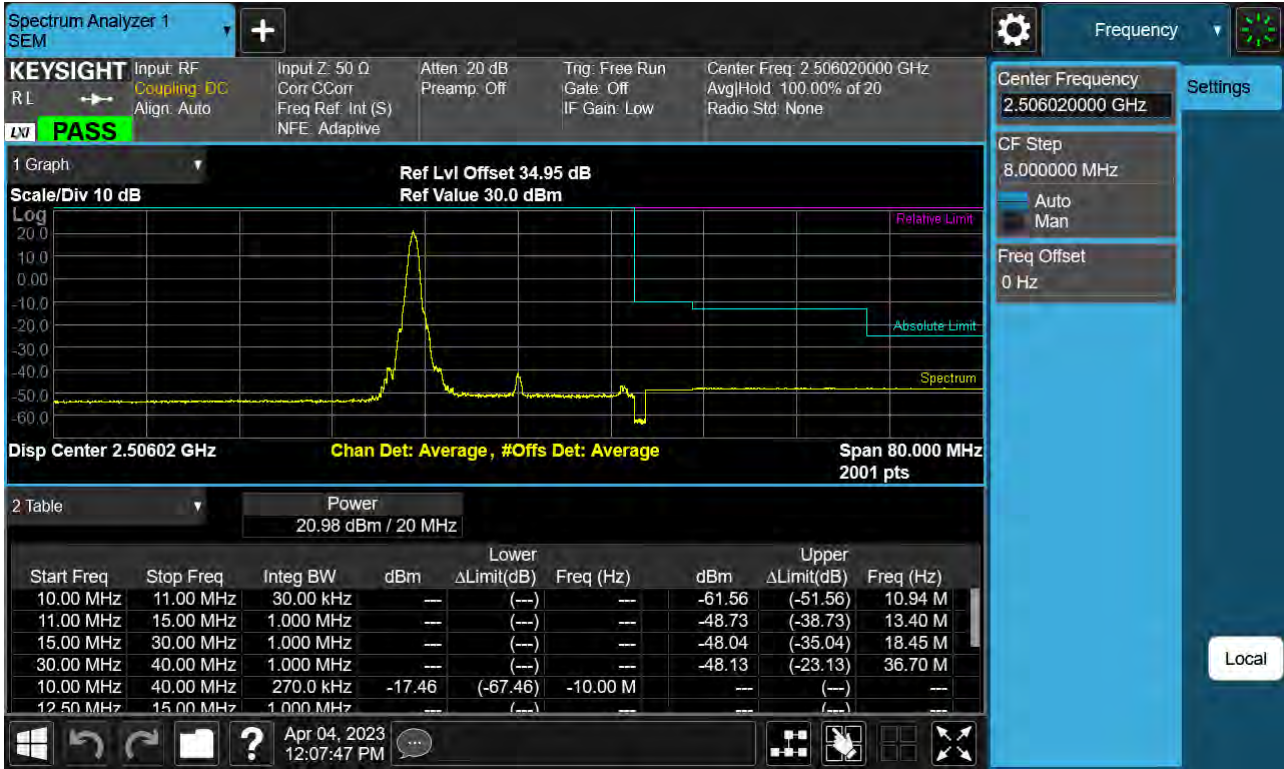 Spectrum Analyzer 1
SEM
+
Frequency
KEYSIGHT
RL
LXI PASS
Input: RF
Coupling: DC
Align: Auto
Input Z: 50 Ω
Corr CCorr
Freq Ref: Int (S)
NFE: Adaptive
Atten: 20 dB
Preamp: Off
Trig: Free Run
Gate: Off
IF Gain: Low
Center Freq: 2.506020000 GHz
Avg|Hold: 100.00% of 20
Radio Std: None
Center Frequency
2.506020000 GHz
Settings
CF Step
8.000000 MHz
Auto
Man
Freq Offset
0 Hz
Local
1 Graph
Scale/Div 10 dB
Ref Lvl Offset 34.95 dB
Ref Value 30.0 dBm
Log
20.0
10.0
0.00
-10.0
-20.0
-30.0
-40.0
-50.0
-60.0
Relative Limit
Absolute Limit
Spectrum
Disp Center 2.50602 GHz
Chan Det: Average , #Offs Det: Average
Span 80.000 MHz
2001 pts
2 Table
Power
20.98 dBm / 20 MHz
Lower Upper
Start Freq Stop Freq Integ BW dBm ΔLimit(dB) Freq (Hz) dBm ΔLimit(dB) Freq (Hz)
10.00 MHz 11.00 MHz 30.00 kHz --- (---) --- -61.56 (-51.56) 10.94 M
11.00 MHz 15.00 MHz 1.000 MHz --- (---) --- -48.73 (-38.73) 13.40 M
15.00 MHz 30.00 MHz 1.000 MHz --- (---) --- -48.04 (-35.04) 18.45 M
30.00 MHz 40.00 MHz 1.000 MHz --- (---) --- -48.13 (-23.13) 36.70 M
10.00 MHz 40.00 MHz 270.0 kHz -17.46 (-67.46) -10.00 M --- (---) ---
12.50 MHz 15.00 MHz 1.000 MHz --- (---) --- --- (---) ---
?
Apr 04, 2023
12:07:47 PM